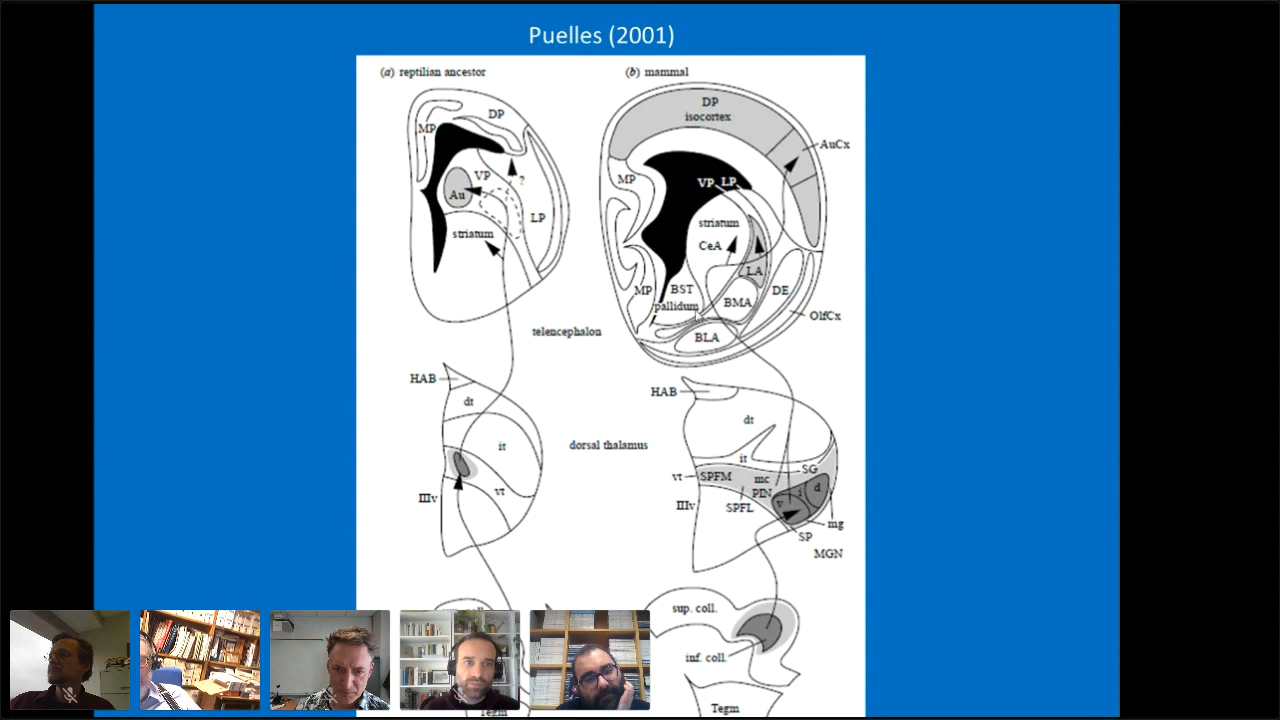 Puelles (2001)
(a) reptilian ancestor
(b) mammal
MP
DP
VP
?
Au
LP
striatum
DP
isocortex
AuCx
MP
VP
LP
striatum
CeA
LA
MP
BST
DE
pallidum
BMA
OlfCx
BLA
telencephalon
HAB
dt
it
vt
IIIv
dorsal thalamus
HAB
dt
it
vt
SPFM
mc
SG
PIN
i
d
v
IIIv
SPFL
mg
SP
MGN
sup. coll.
inf. coll.
Tegm
Tegm